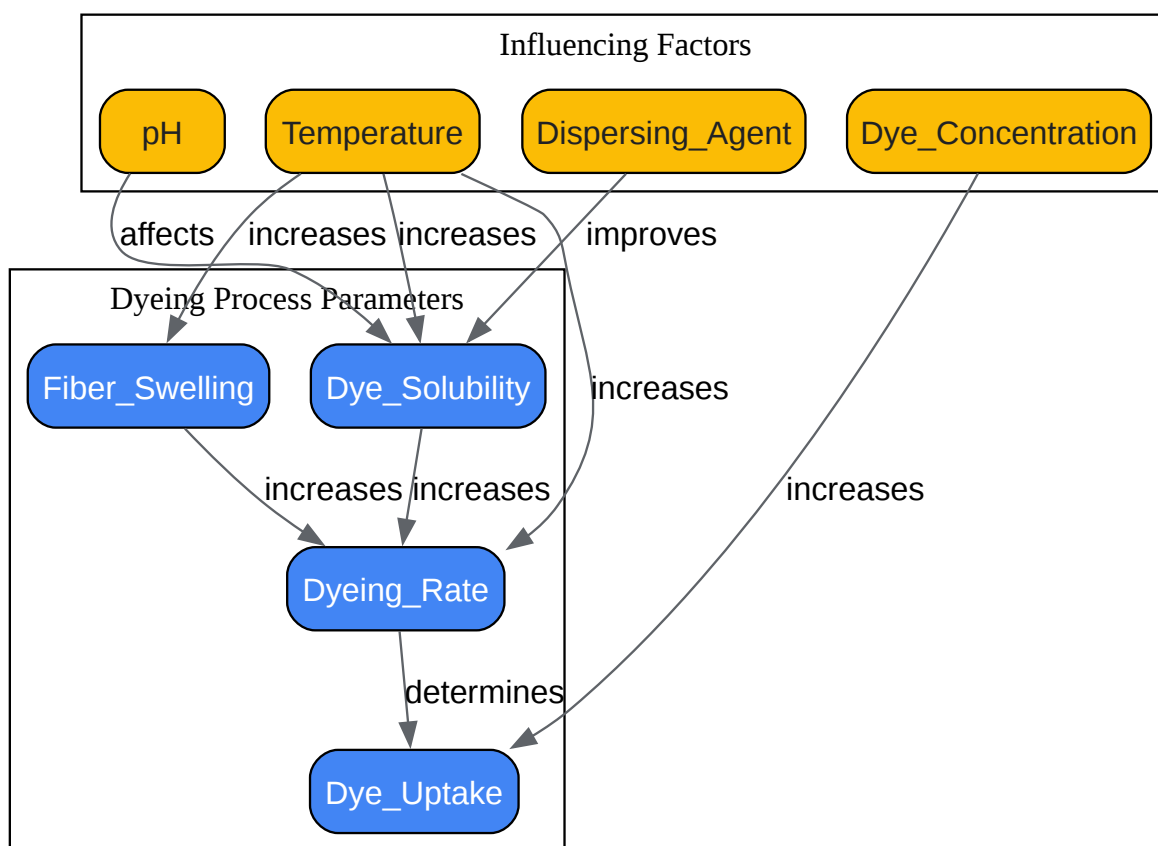 Influencing Factors
pH
Temperature
Dispersing_Agent
Dye_Concentration
affects
increases
increases
improves
Dyeing Process Parameters
Fiber_Swelling
Dye_Solubility
increases
increases
increases
increases
Dyeing_Rate
determines
Dye_Uptake